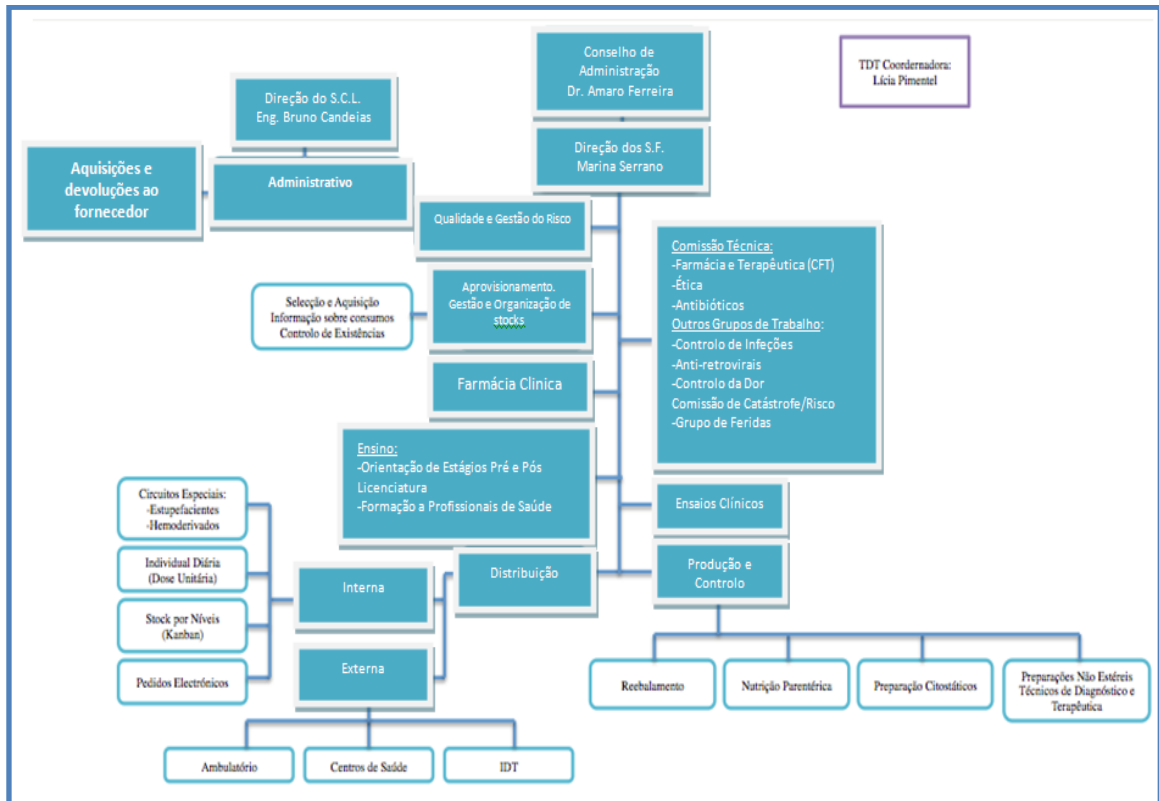 Conselho de
Administração
Dr. Amaro Ferreira
TDT Coordernadora:
Lícia Pimentel
Direção do S.C.L.
Eng. Bruno Candeias
Direção dos S.F.
Marina Serrano
Aquisições e
devoluções ao
fornecedor
Administrativo
Qualidade e Gestão do Risco
Comissão Técnica:
-Farmácia e Terapêutica (CFT)
-Ética
-Antibióticos
Outros Grupos de Trabalho:
-Controlo de Infeções
-Anti-retrovirais
-Controlo da Dor
Comissão de Catástrofe/Risco
-Grupo de Feridas
Selecção e Aquisição
Informação sobre consumos
Controlo de Existências
Aprovisionamento.
Gestão e Organização de
stocks
Farmácia Clinica
Ensino:
-Orientação de Estágios Pré e Pós
Licenciatura
-Formação a Profissionais de Saúde
Ensaios Clínicos
Circuitos Especiais:
-Estupefacientes
-Hemoderivados
Individual Diária
(Dose Unitária)
Stock por Níveis
(Kanban)
Pedidos Electrónicos
Interna
Distribuição
Produção e
Controlo
Externa
Reebalamento
Nutrição Parentérica
Preparação Citostáticos
Preparações Não Estéreis
Técnicos de Diagnóstico e
Terapêutica
Ambulatório
Centros de Saúde
IDT